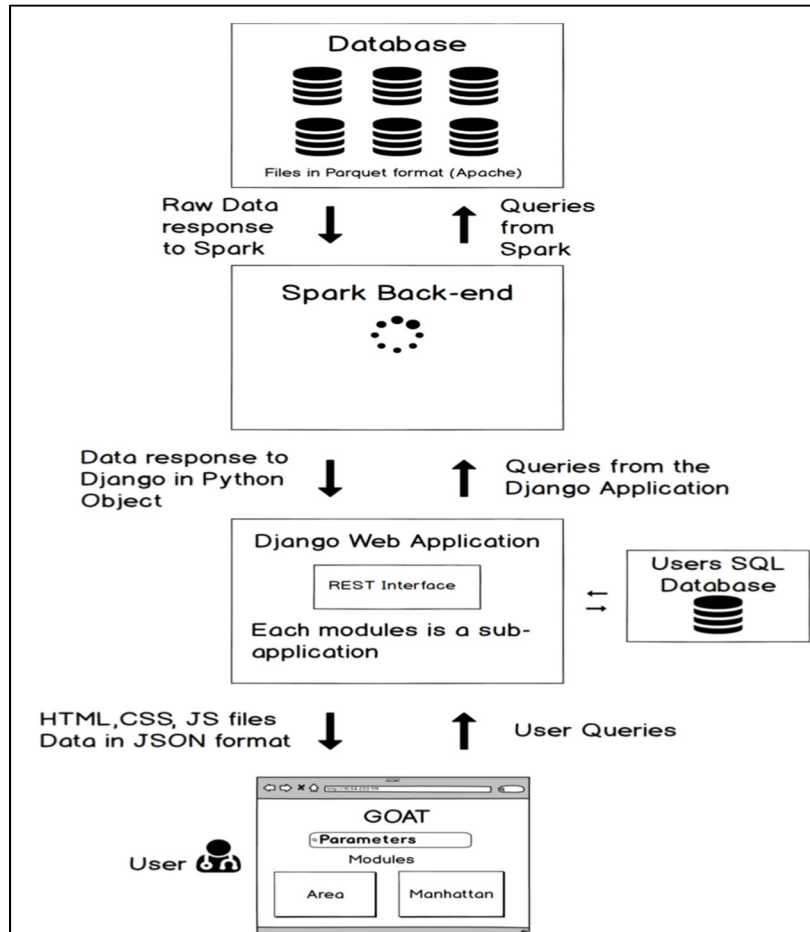 Database
Files in Parquet format (Apache)
Raw Data
response
to Spark
Queries
from
Spark
Spark Back-end
Data response to
Django in Python
Object
Queries from the
Django Application
Django Web Application
REST Interface
Each modules is a sub-
application
Users SQL
Database
HTML,CSS, JS files
Data in JSON format
User Queries
GOAT
GOAT
Parameters
Modules
User
Area
Manhattan